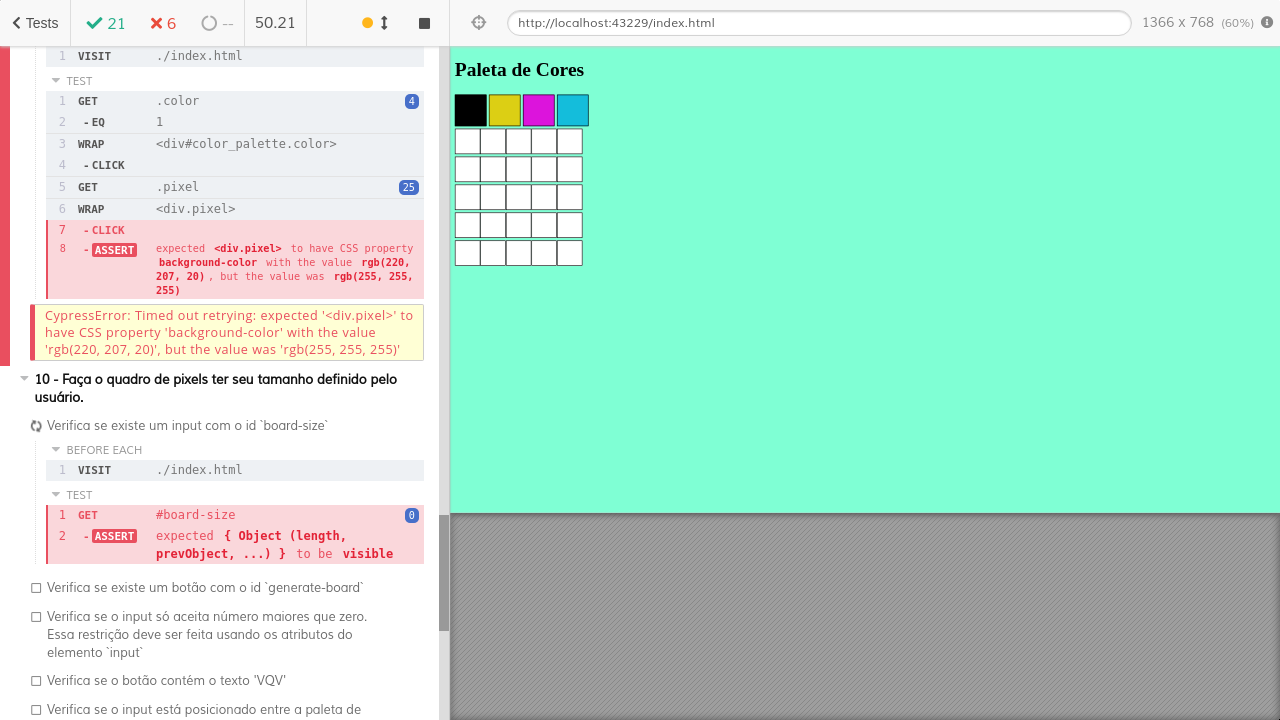 Tests 21 6 -- 50.21 http://localhost:43229/index.html 1366 x 768 (60%)
1 VISIT ./index.html
TEST
1 GET .color 4
2 - EQ 1
3 WRAP <div#color_palette.color>
4 - CLICK
5 GET .pixel 25
6 WRAP <div.pixel>
7 - CLICK
8 - ASSERT expected <div.pixel> to have CSS property
background-color with the value rgb(220,
207, 20) , but the value was rgb(255, 255,
255)
CypressError: Timed out retrying: expected '<div.pixel>' to
have CSS property 'background-color' with the value
'rgb(220, 207, 20)', but the value was 'rgb(255, 255, 255)'
10 - Faça o quadro de pixels ter seu tamanho definido pelo
usuário.
Verifica se existe um input com o id `board-size`
BEFORE EACH
1 VISIT ./index.html
TEST
1 GET #board-size 0
2 - ASSERT expected { Object (length,
prevObject, ...) } to be visible
Verifica se existe um botão com o id `generate-board`
Verifica se o input só aceita número maiores que zero.
Essa restrição deve ser feita usando os atributos do
elemento `input`
Verifica se o botão contém o texto 'VQV'
Verifica se o input está posicionado entre a paleta de
Paleta de Cores